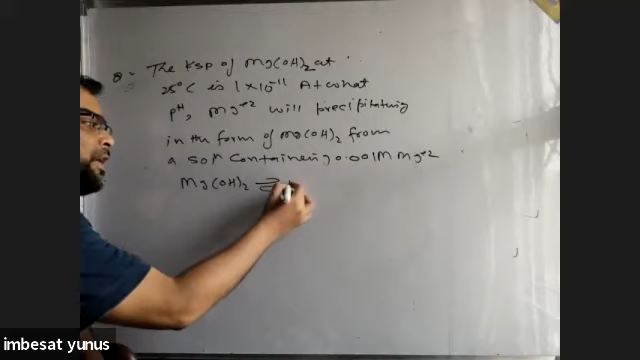 Q - The KSP of Mg(OH)2 at
25°C is 1 × 10⁻¹¹ At what
pH, Mg+2 will precipitating
in the form of Mg(OH)2 from
a solⁿ containing 0.001M Mg+2
Mg(OH)2 ⇌
imbesat yunus